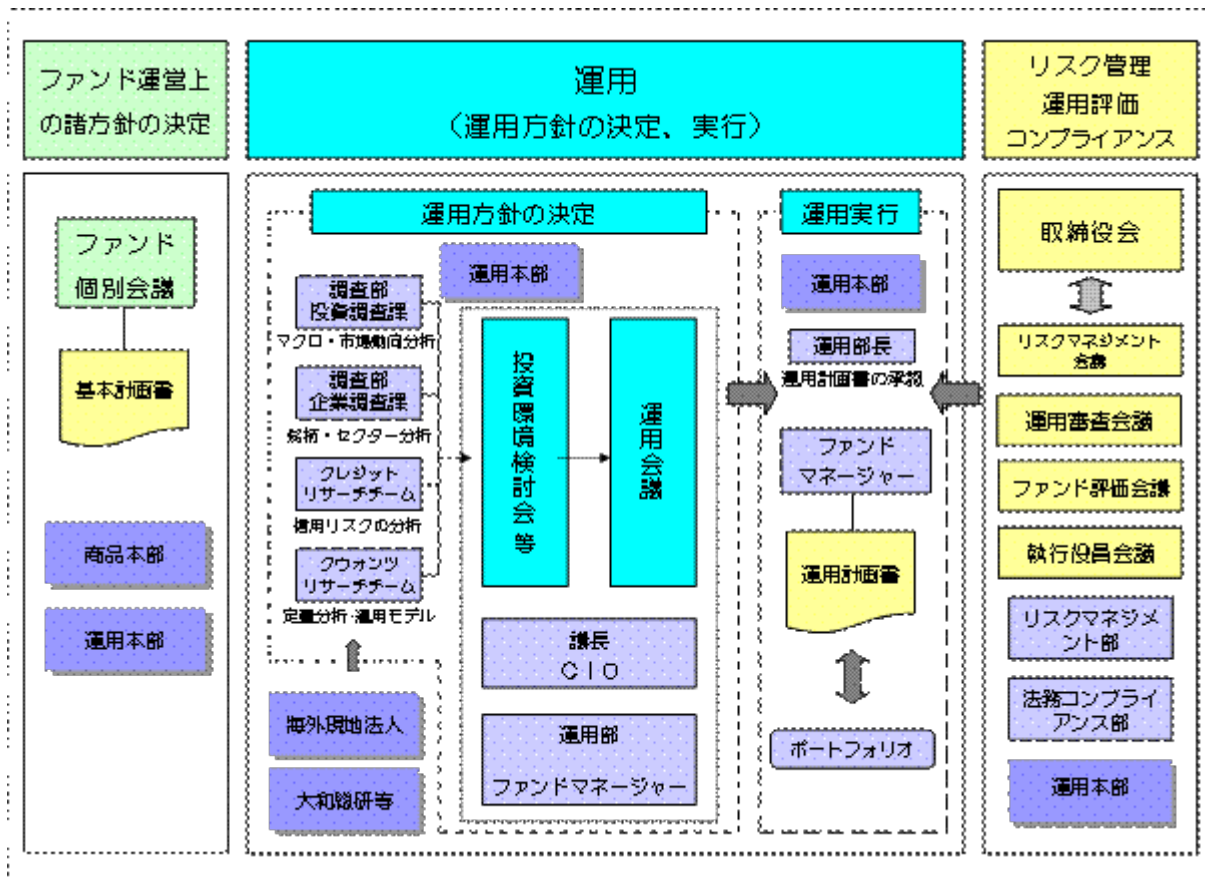 ファンド運営上
の諸方針の決定
運用
（運用方針の決定、実行）
リスク管理
運用評価
コンプライアンス
ファンド
個別会議
基本計画書
商品本部
運用本部
運用方針の決定
運用本部
調査部
投資調査課
マクロ・市場動向分析
調査部
企業調査課
銘柄・セクター分析
クレジット
リサーチチーム
信用リスクの分析
クウォンツ
リサーチチーム
定量分析・運用モデル
海外現地法人
大和総研等
投資環境検討会等
運用会議
議長
CIO
運用部
ファンドマネージャー
運用実行
運用本部
運用部長
運用計画書の承認
ファンド
マネージャー
運用計画書
ポートフォリオ
取締役会
リスクマネジメント
会議
運用審査会議
ファンド評価会議
執行役員会議
リスクマネジメ
ント部
法務コンプライ
アンス部
運用本部